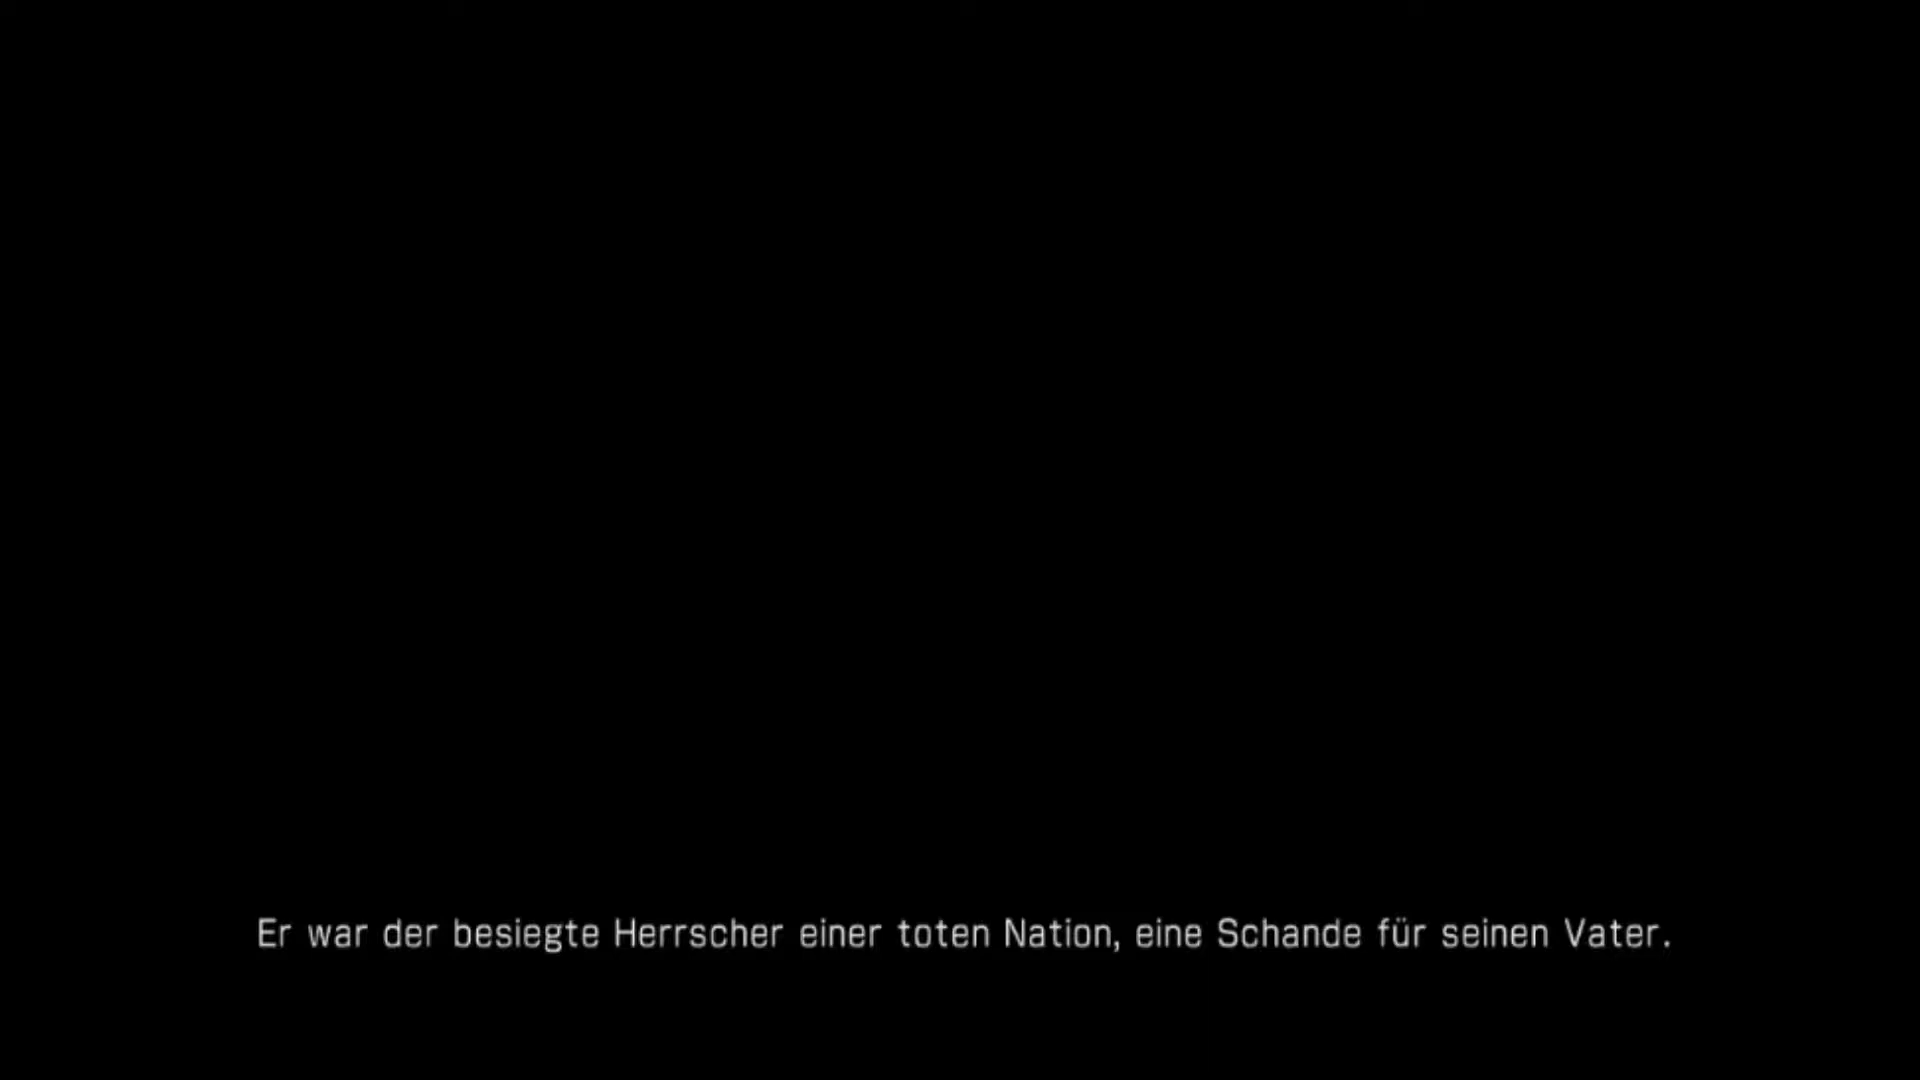 Er war der besiegte Herrscher einer toten Nation, eine Schande für seinen Vater.